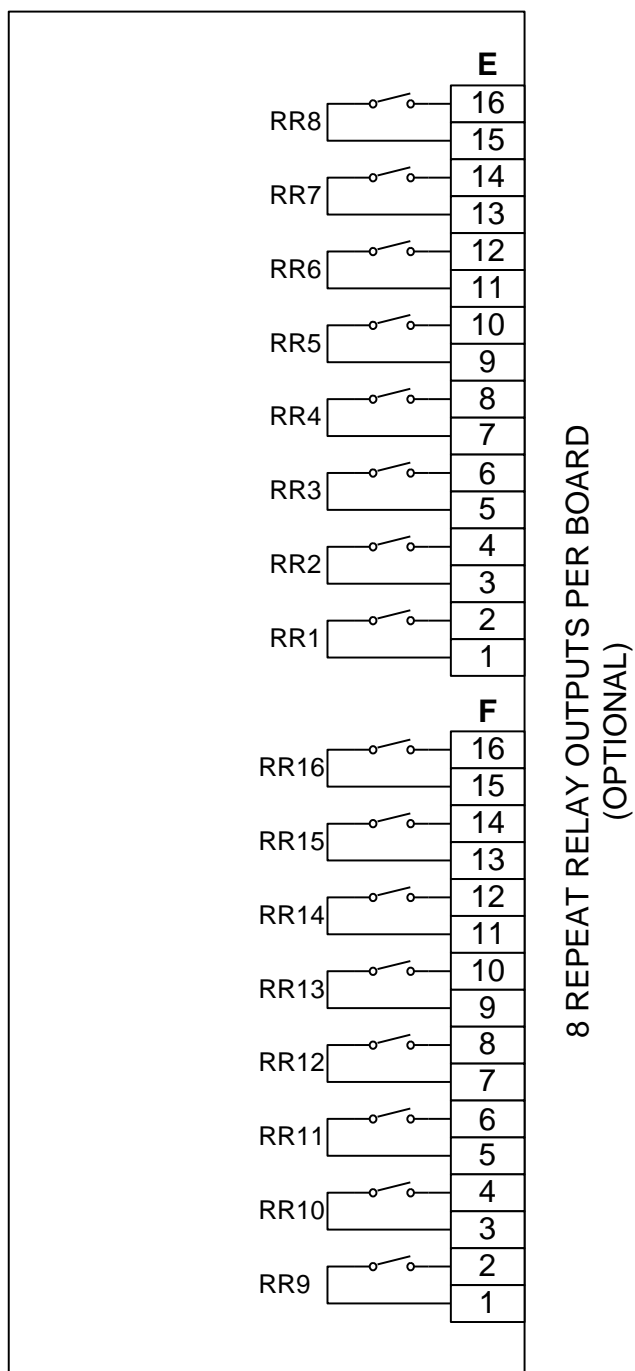 E
16
RR8
15
14
RR7
13
12
RR6
11
10
RR5
9
8
RR4
7
6
RR3
5
4
RR2
3
2
RR1
1
F
16
RR16
15
14
RR15
13
12
RR14
11
10
RR13
9
8
RR12
7
6
RR11
5
4
RR10
3
2
RR9
1
8 REPEAT RELAY OUTPUTS PER BOARD
(OPTIONAL)